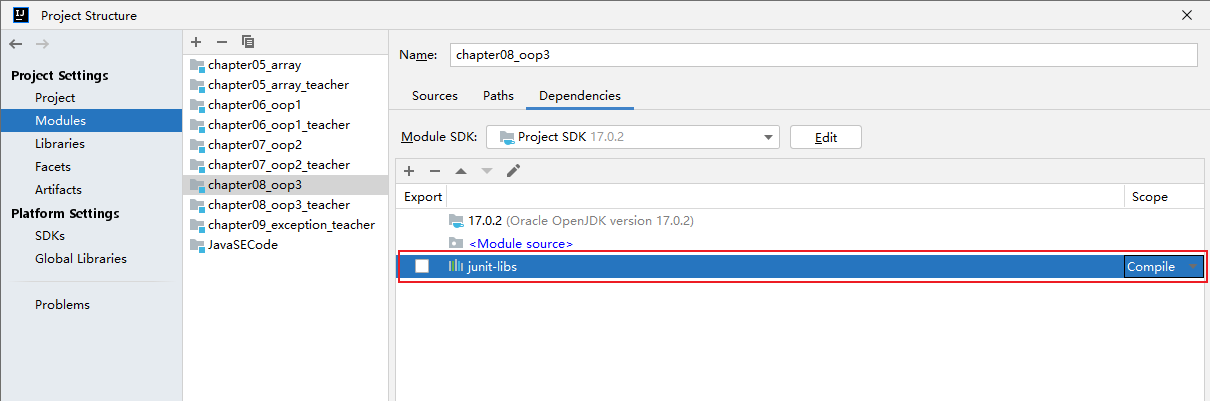 Project Structure
Project Settings
Project
Modules
Libraries
Facets
Artifacts
Platform Settings
SDKs
Global Libraries
Problems
chapter05_array
chapter05_array_teacher
chapter06_oop1
chapter06_oop1_teacher
chapter07_oop2
chapter07_oop2_teacher
chapter08_oop3
chapter08_oop3_teacher
chapter09_exception_teacher
JavaSECode
Name: chapter08_oop3
Sources Paths Dependencies
Module SDK: Project SDK 17.0.2 Edit
Export Scope
17.0.2 (Oracle OpenJDK version 17.0.2)
<Module source>
junit-libs Compile